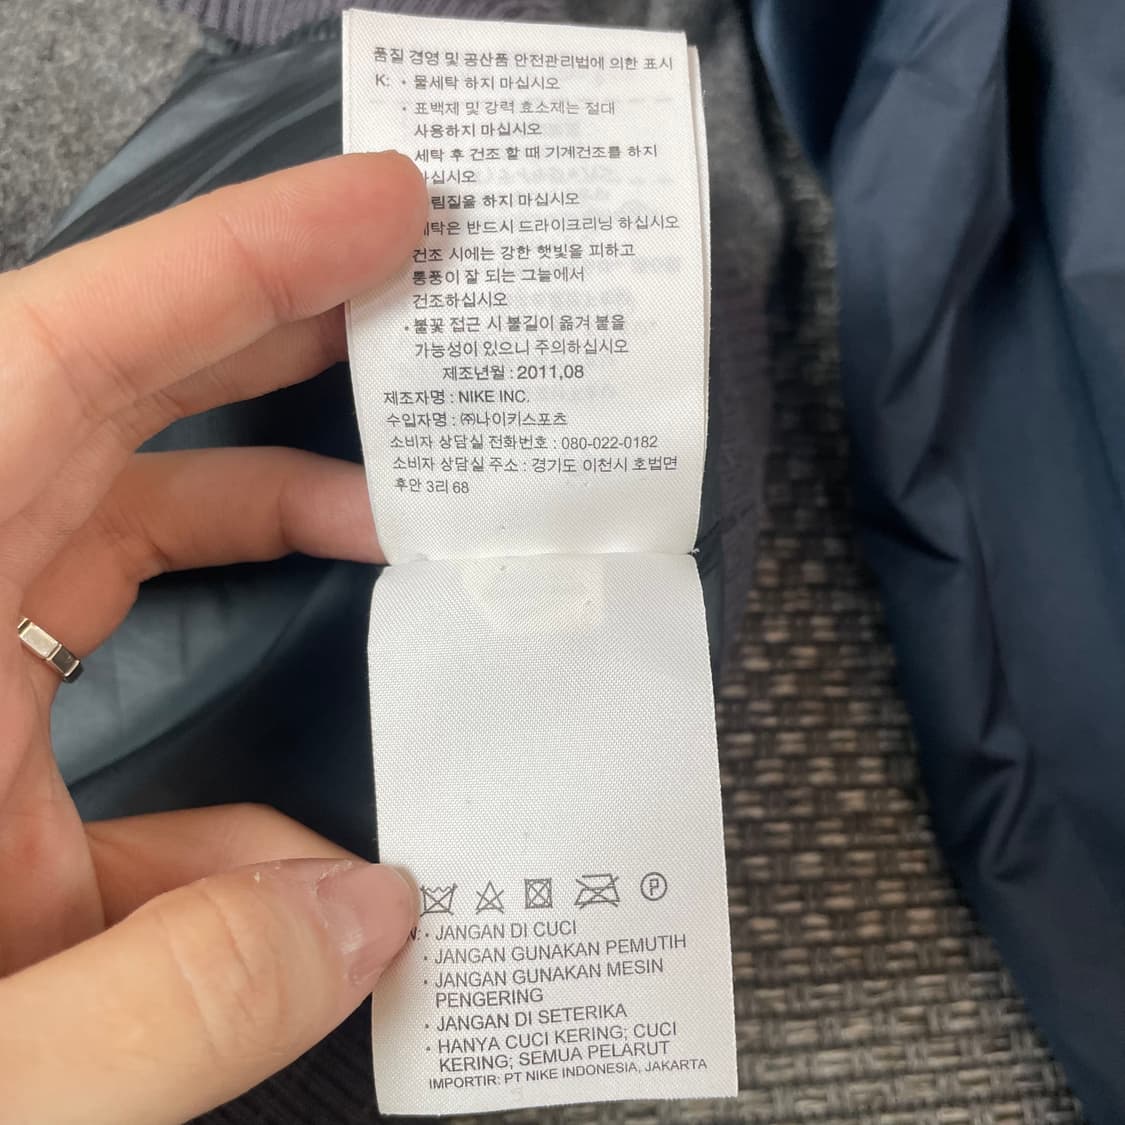 품질 경영 및 공산품 안전관리법에 의한 표시
K: • 물세탁 하지 마십시오
• 표백제 및 강력 효소제는 절대
사용하지 마십시오
세탁 후 건조 할 때 기계건조를 하지
마십시오
림질을 하지 마십시오
세탁은 반드시 드라이크리닝 하십시오
건조 시에는 강한 햇빛을 피하고
통풍이 잘 되는 그늘에서
건조하십시오
• 불꽃 접근 시 불길이 옮겨 붙을
가능성이 있으니 주의하십시오
제조년월 : 2011,08
제조자명 : NIKE INC.
수입자명 : ㈜나이키스포츠
소비자 상담실 전화번호 : 080-022-0182
소비자 상담실 주소 : 경기도 이천시 호법면
후안 3리 68
P
N: • JANGAN DI CUCI
• JANGAN GUNAKAN PEMUTIH
• JANGAN GUNAKAN MESIN
PENGERING
• JANGAN DI SETERIKA
• HANYA CUCI KERING; CUCI
KERING; SEMUA PELARUT
IMPORTIR: PT NIKE INDONESIA, JAKARTA